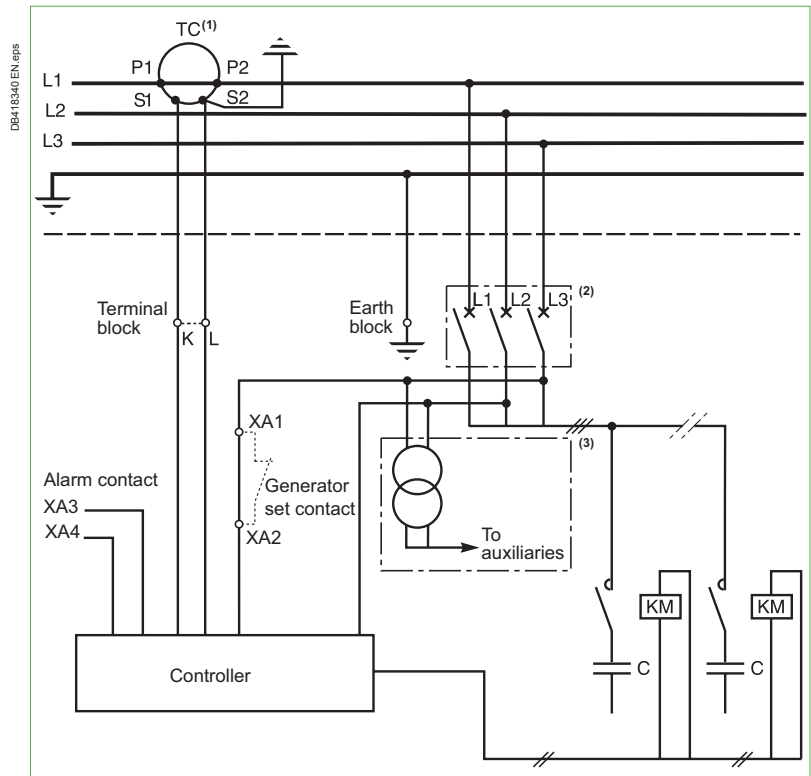 DB418340 EN.eps
TC(1)
P1
P2
L1
S1
S2
L2
L3
Terminal
block
K
L
Earth
block
L1
L2
L3
(2)
XA1
(3)
Alarm contact
XA3
XA4
Generator
set contact
XA2
To
auxiliaries
KM
KM
C
C
Controller